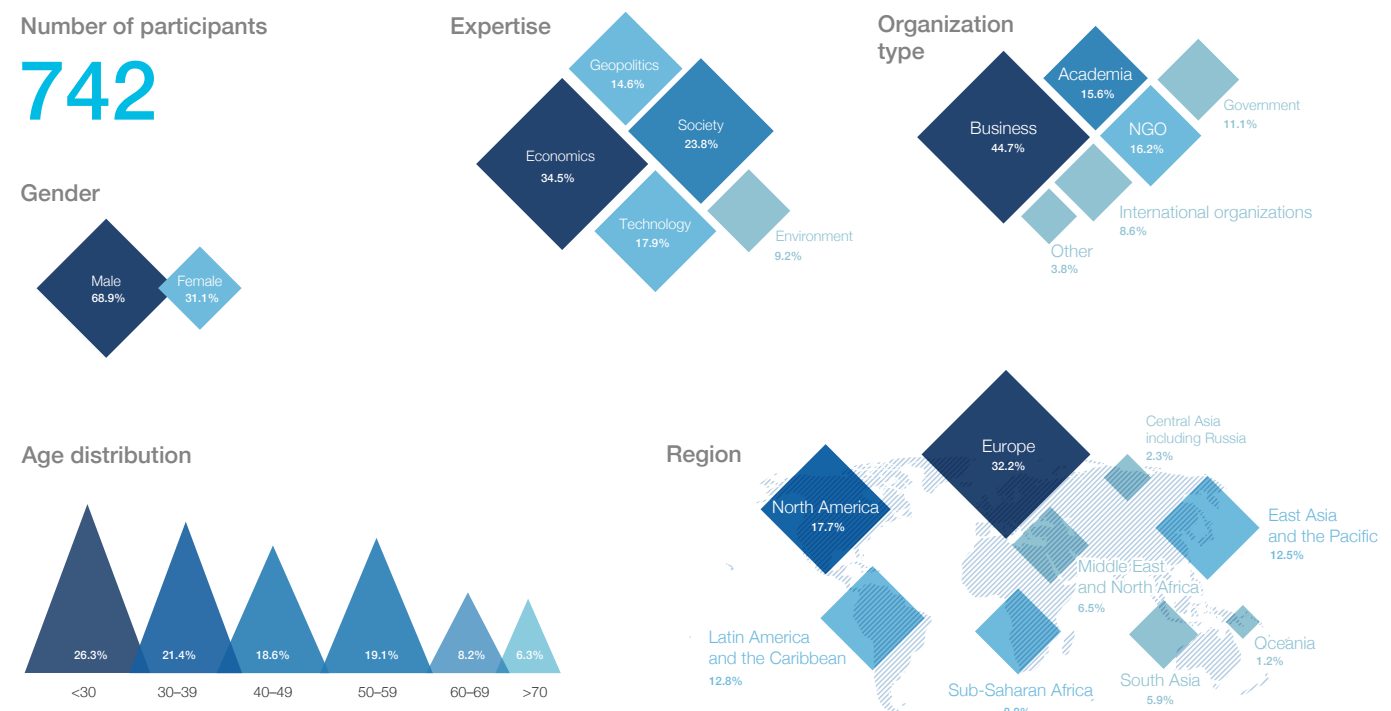 Number of participants
742
Gender
Male
68.9%
Female
31.1%
Expertise
Geopolitics
14.6%
Society
23.8%
Economics
34.5%
Technology
17.9%
Environment
9.2%
Organization
type
Academia
15.6%
Business
44.7%
NGO
16.2%
Government
11.1%
International organizations
8.6%
Other
3.8%
Age distribution
26.3%
21.4%
18.6%
19.1%
8.2%
6.3%
<30
30–39
40–49
50–59
60–69
>70
Region
Europe
32.2%
Central Asia
including Russia
2.3%
North America
17.7%
East Asia
and the Pacific
12.5%
Middle East
and North Africa
6.5%
Latin America
and the Caribbean
12.8%
Sub-Saharan Africa
South Asia
5.9%
Oceania
1.2%